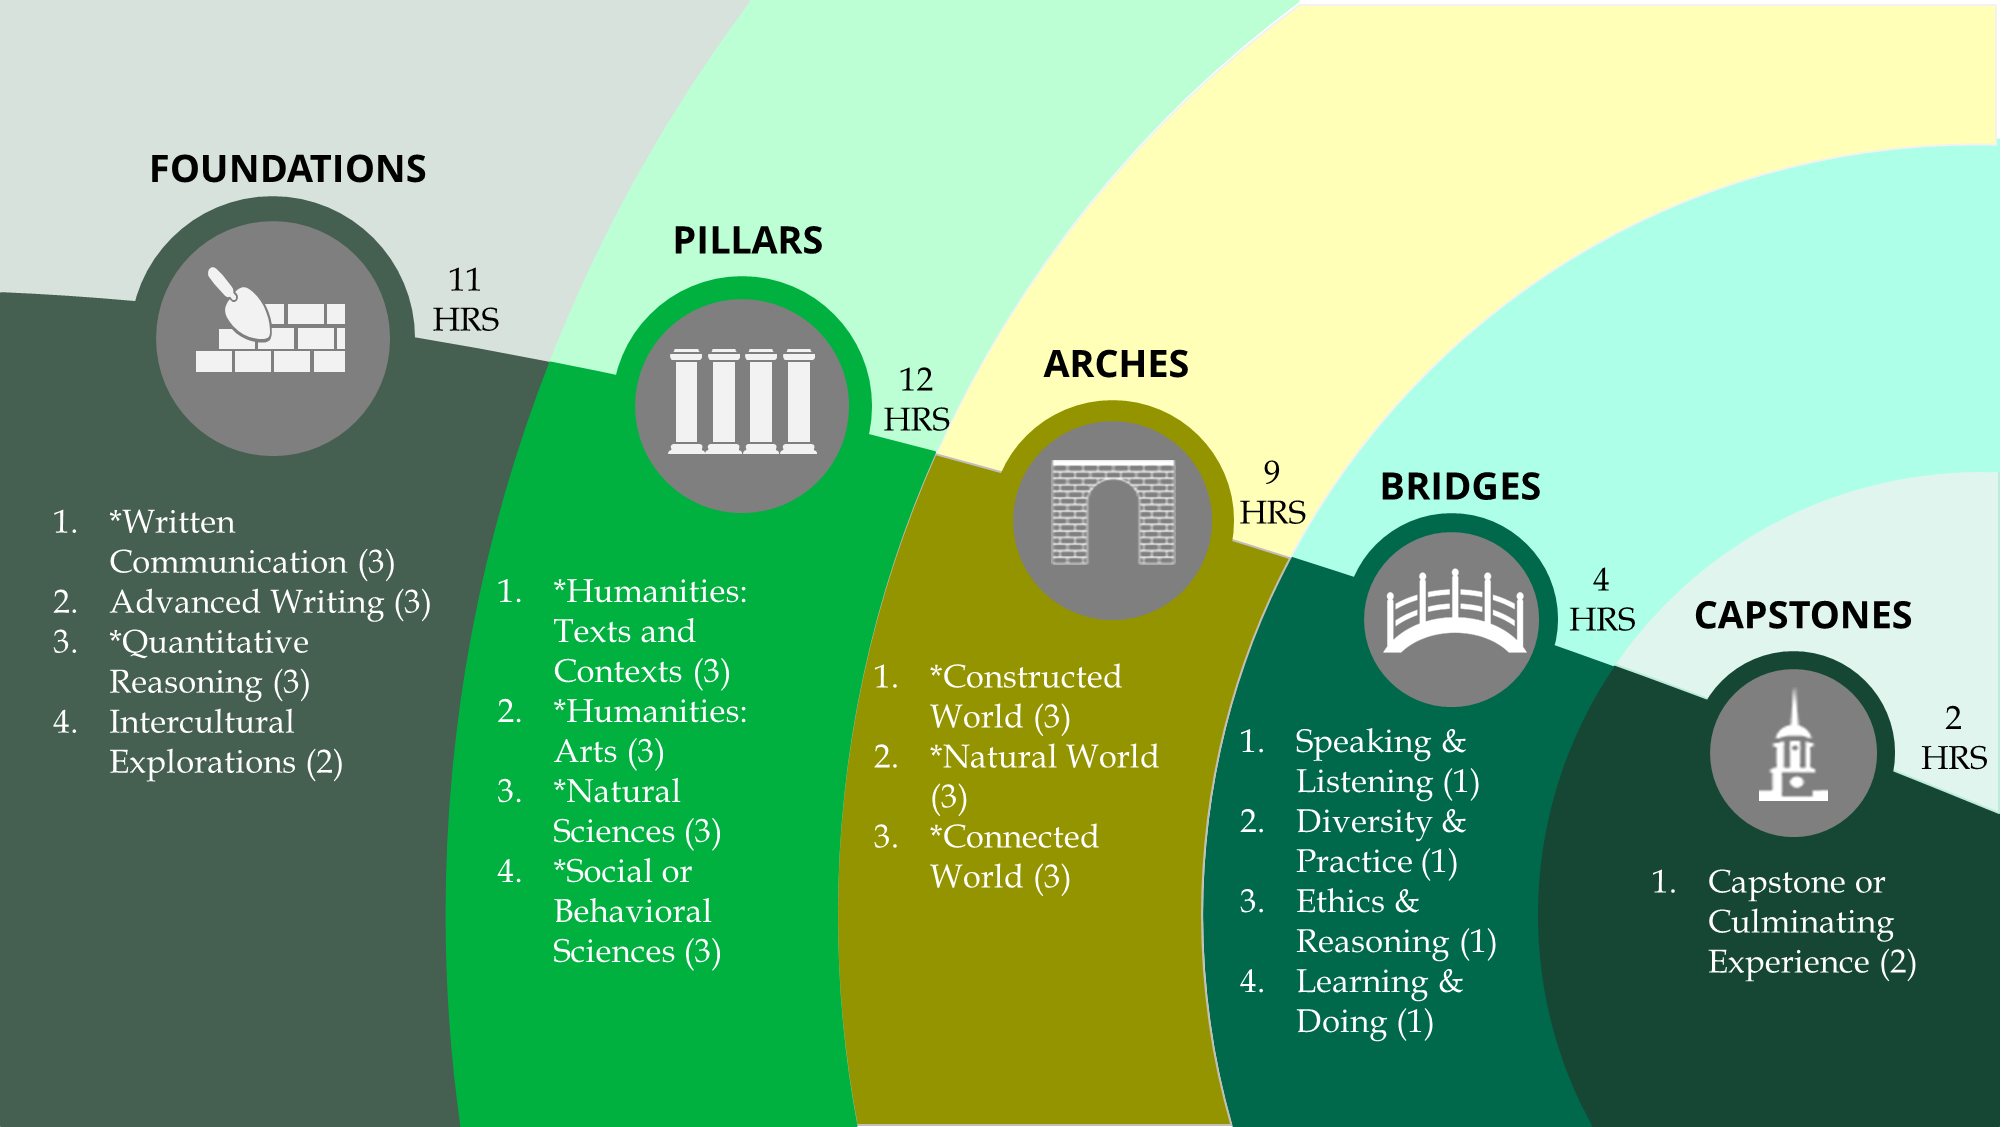 FOUNDATIONS
11
HRS
1. *Written
Communication (3)
2. Advanced Writing (3)
3. *Quantitative
Reasoning (3)
4. Intercultural
Explorations (2)
PILLARS
12
HRS
1. *Humanities:
Texts and
Contexts (3)
2. *Humanities:
Arts (3)
3. *Natural
Sciences (3)
4. *Social or
Behavioral
Sciences (3)
ARCHES
9
HRS
1. *Constructed
World (3)
2. *Natural World
(3)
3. *Connected
World (3)
BRIDGES
4
HRS
1. Speaking &
Listening (1)
2. Diversity &
Practice (1)
3. Ethics &
Reasoning (1)
4. Learning &
Doing (1)
CAPSTONES
2
HRS
1. Capstone or
Culminating
Experience (2)